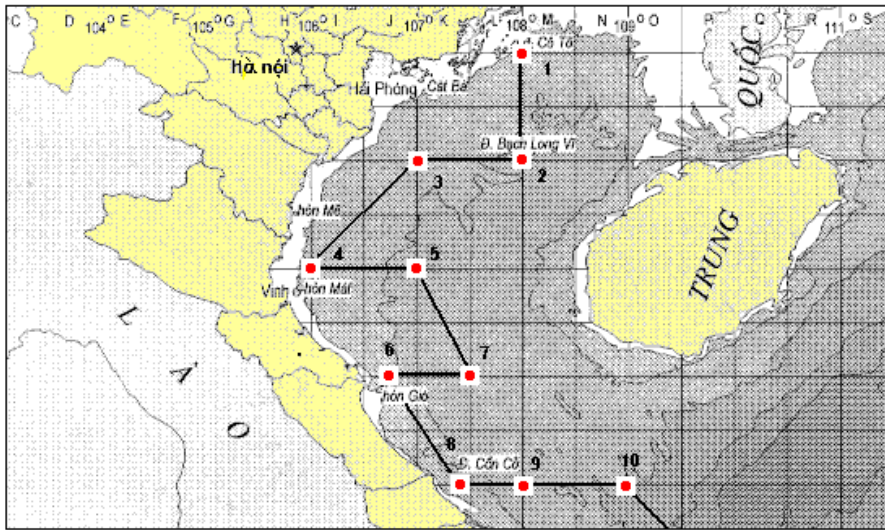 C D E F G H I J K L M N O P Q R S
104° 105° 106° 107° 108° 109° 111°
đ. Cô Tô
Hà nội
Hải Phòng
Cát Bà
1
QUỐC
Đ. Bạch Long Vĩ
3
2
hòn Mê
4
5
TRUNG
Vinh
hòn Mát
LÀO
6
7
hòn Gió
8
Đ. Cồn Cỏ
9
10